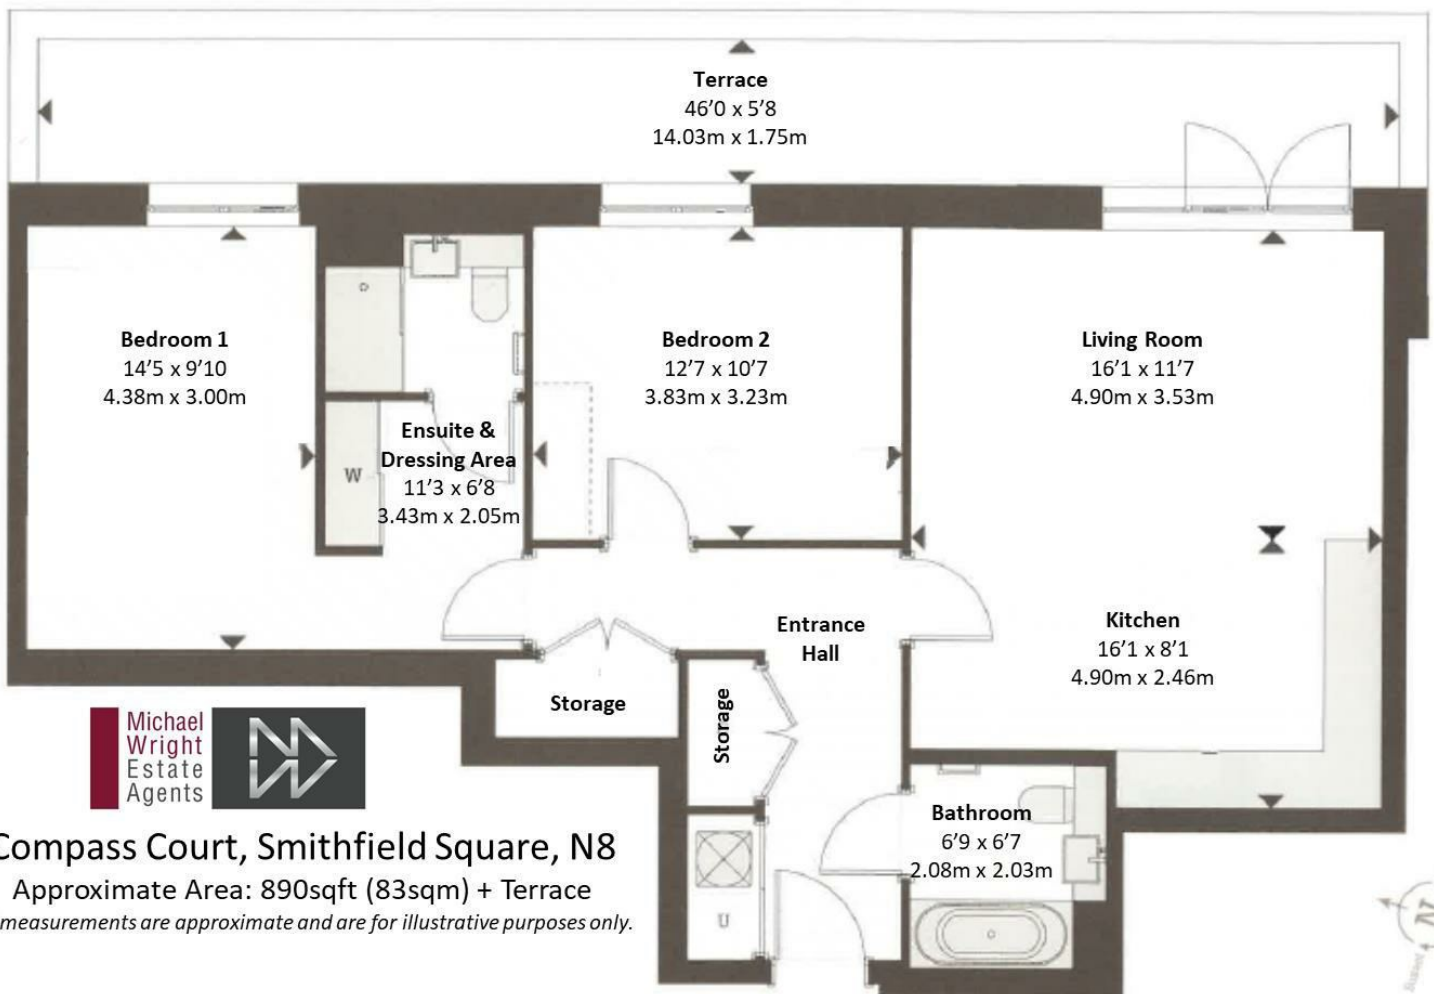 Terrace
46’0 x 5’8
14.03m x 1.75m
Bedroom 1
14’5 x 9’10
4.38m x 3.00m
Bedroom 2
12’7 x 10’7
3.83m x 3.23m
Living Room
16’1 x 11’7
4.90m x 3.53m
Ensuite &
Dressing Area
11’3 x 6’8
3.43m x 2.05m
W
Entrance
Hall
Kitchen
16’1 x 8’1
4.90m x 2.46m
Storage
Storage
Bathroom
6’9 x 6’7
2.08m x 2.03m
U
Michael
Wright
Estate
Agents
Compass Court, Smithfield Square, N8
Approximate Area: 890sqft (83sqm) + Terrace
measurements are approximate and are for illustrative purposes only.
N